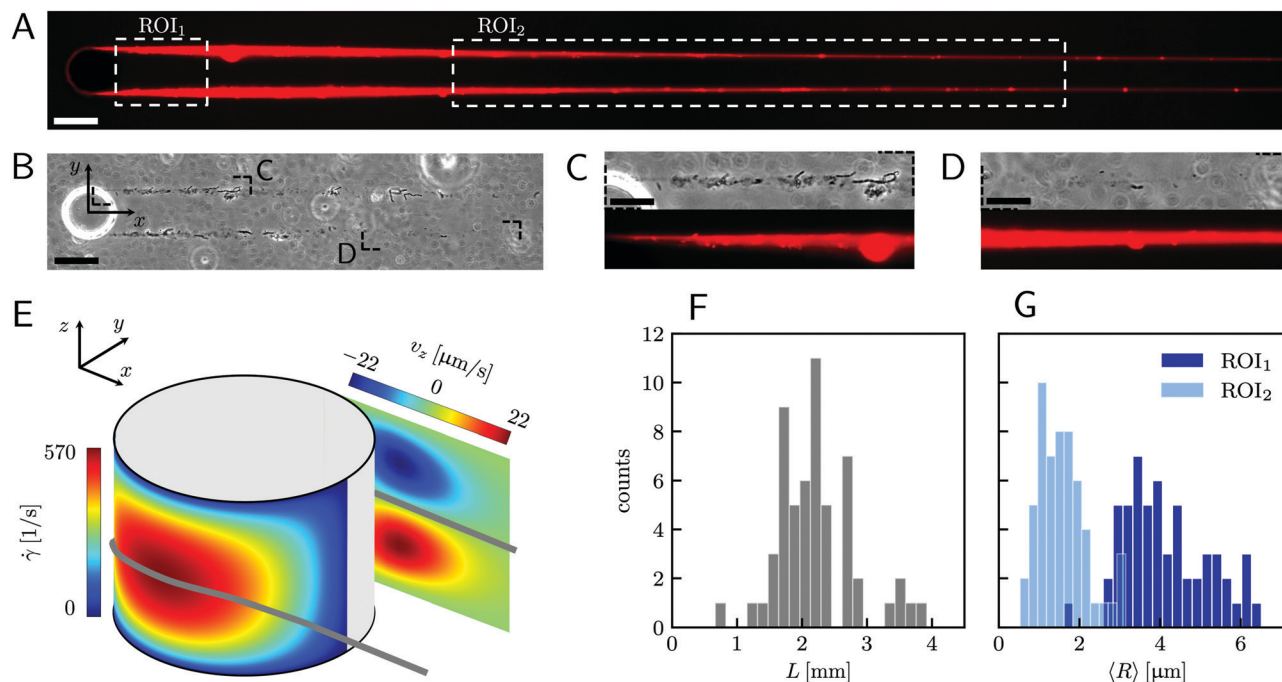 A
ROI₁
ROI₂
B
y
x
C
D
C
D
E
z
y
x
v_z [μm/s]
−22
0
22
570
γ̇ [1/s]
0
F
12
10
8
6
4
2
0
counts
0
1
2
3
4
L [mm]
G
ROI₁
ROI₂
0
2
4
6
⟨R⟩ [μm]